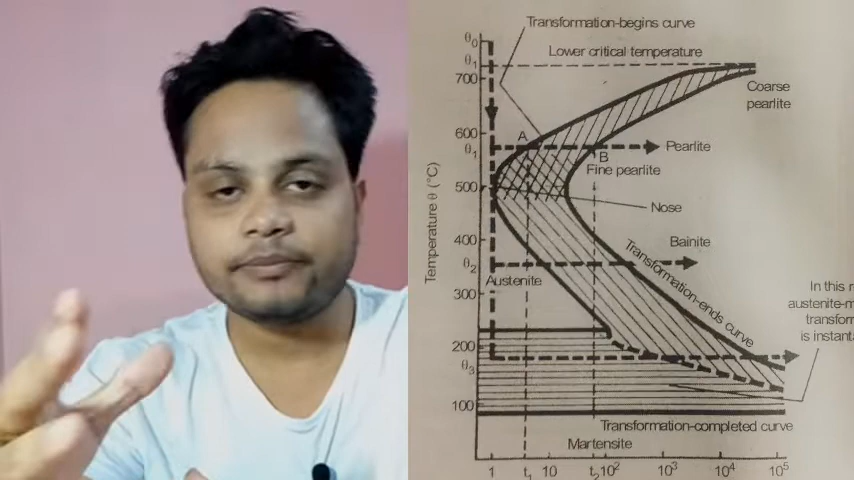 Transformation-begins curve
θ₀
Lower critical temperature
θ₁
700
Coarse
pearlite
600
A
θ₁
Pearlite
B
Fine pearlite
500
Nose
Temperature θ (°C)
400
Bainite
θ₂
Transformation-ends curve
Austenite
300
In this
austenite-m
transform
is instant
200
θ₃
100
Transformation-completed curve
Martensite
1 t₁ 10 t₂ 10² 10³ 10⁴ 10⁵